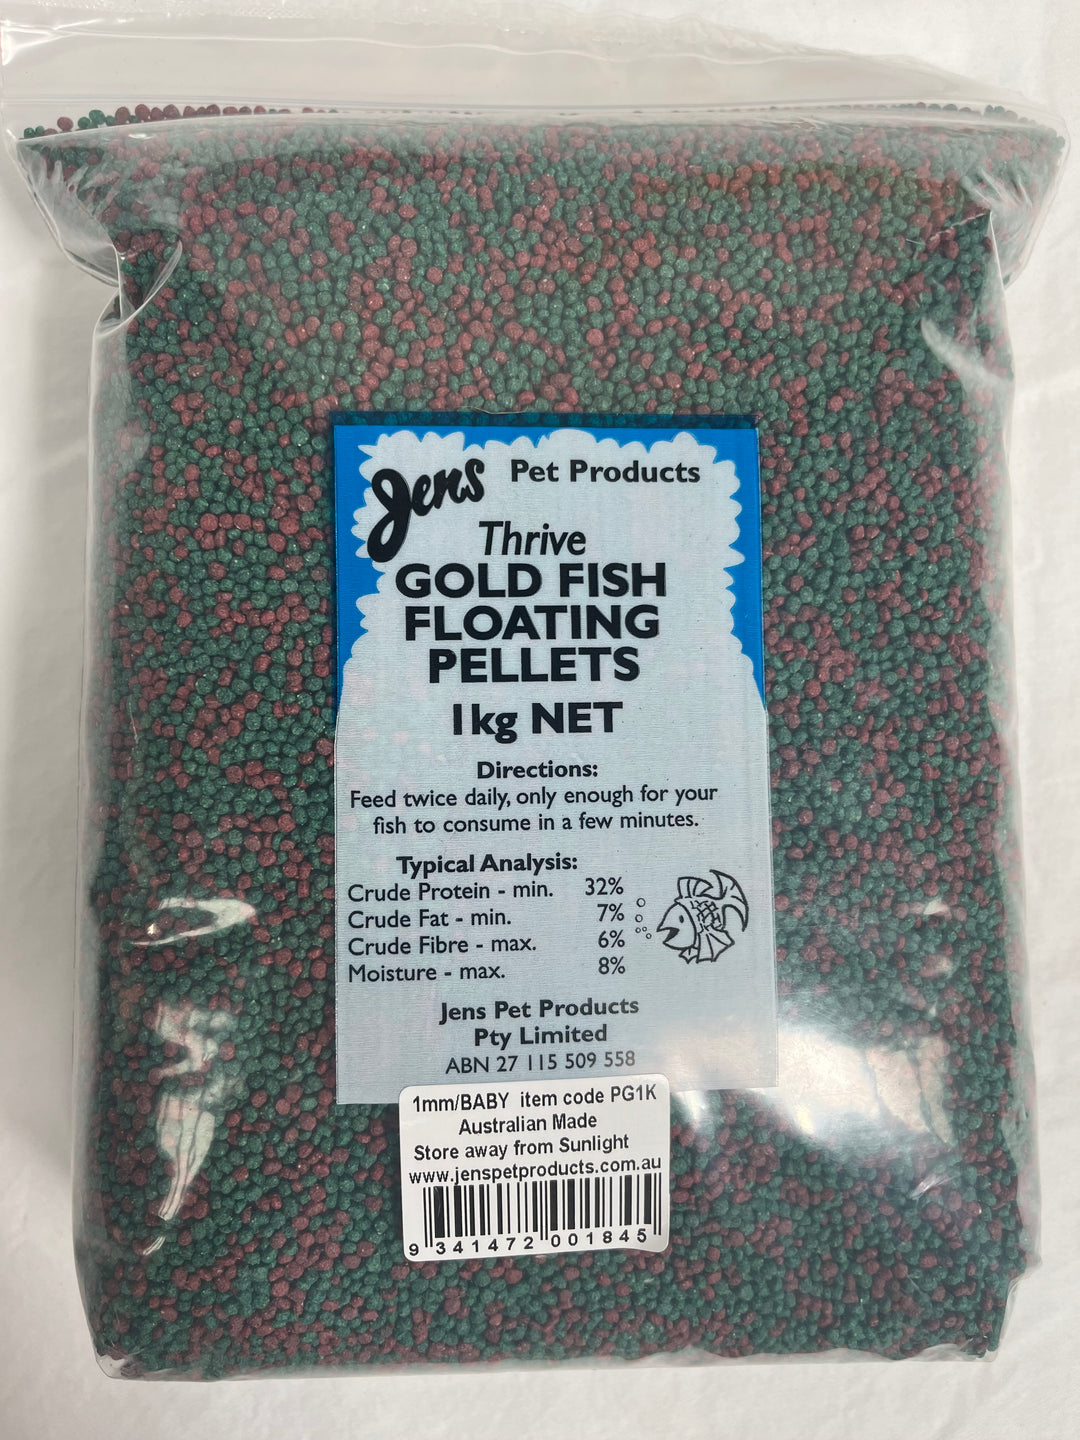 Jens Pet Products
Thrive
GOLD FISH
FLOATING
PELLETS
1kg NET
Directions:
Feed twice daily, only enough for your
fish to consume in a few minutes.
Typical Analysis:
Crude Protein - min. 32%
Crude Fat - min. 7%
Crude Fibre - max. 6%
Moisture - max. 8%
Jens Pet Products
Pty Limited
ABN 27 115 509 558
1mm/BABY item code PG1K
Australian Made
Store away from Sunlight
www.jenspetproducts.com.au
9 341472 001845